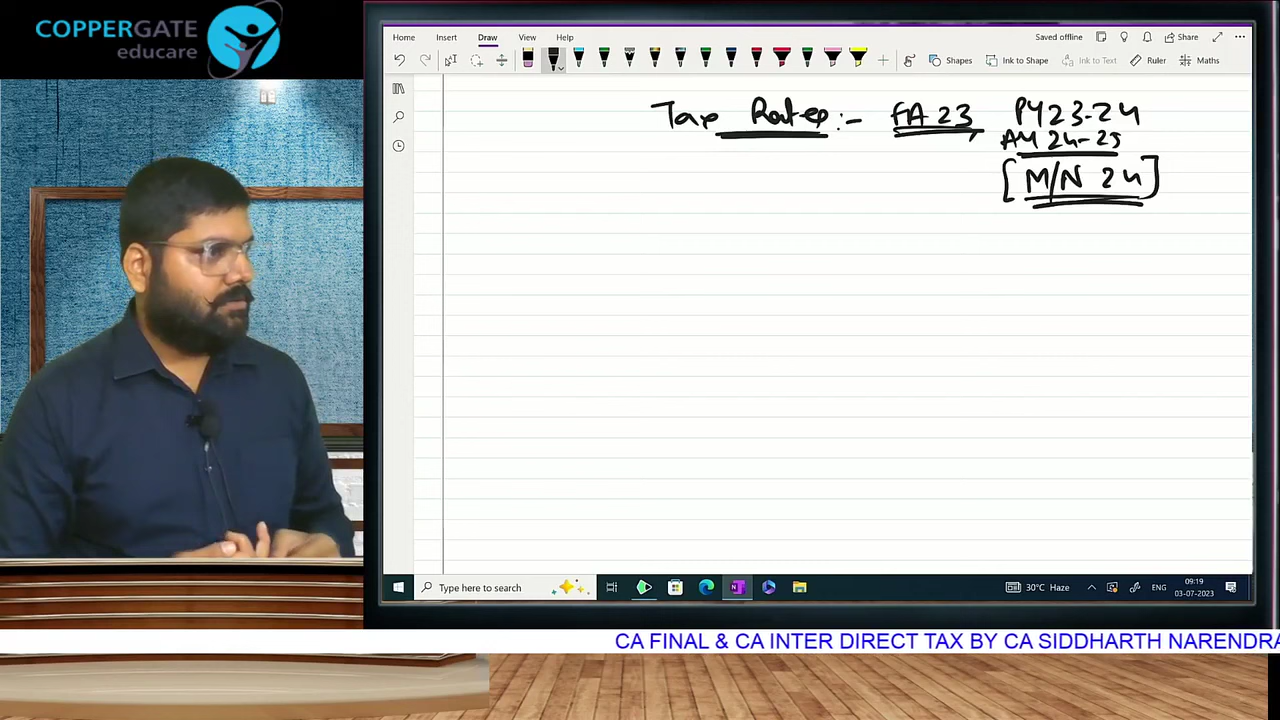 COPPERGATE
educare
Home Insert Draw View Help
Saved offline
Share
Shapes
Ink to Shape
Ink to Text
Ruler
Maths
Tax Rates :- FA 23, PY 23-24
AY 24-25
[M/N 24]
Type here to search
30°C Haze
ENG
09:19
03-07-2023
CA FINAL & CA INTER DIRECT TAX BY CA SIDDHARTH NARENDRA